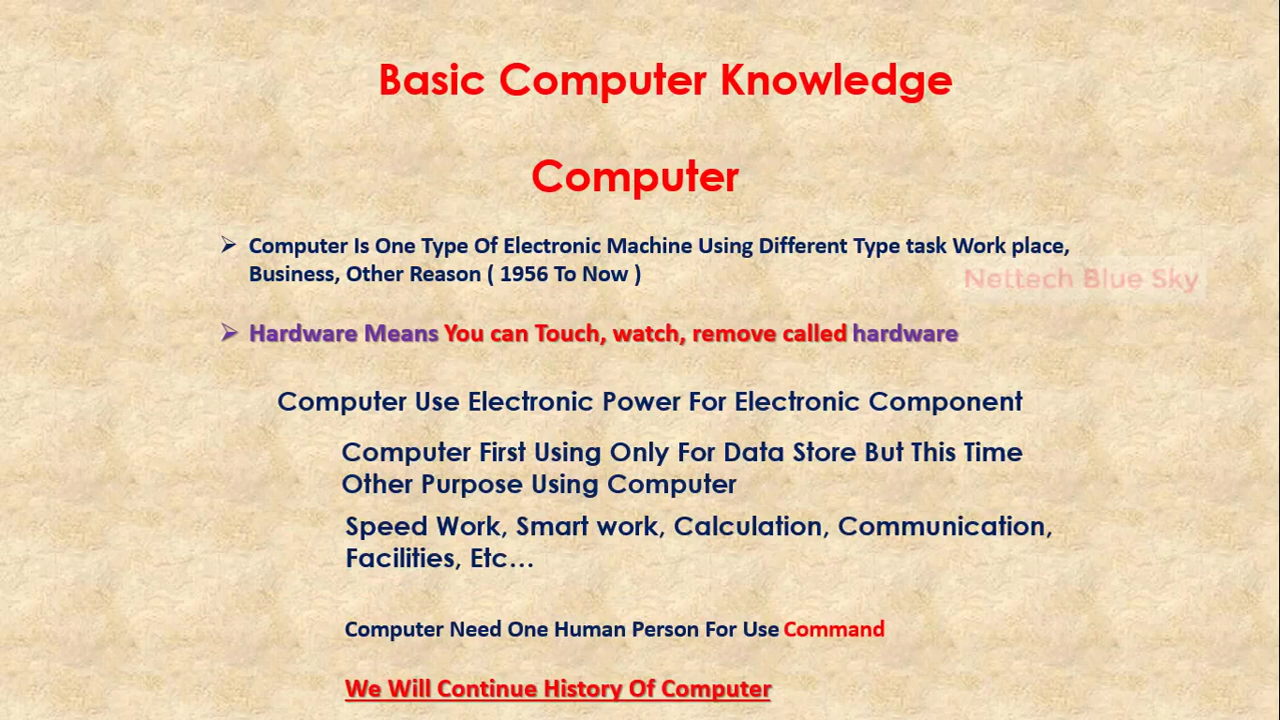 Basic Computer Knowledge
Computer
➢ Computer Is One Type Of Electronic Machine Using Different Type task Work place,
Business, Other Reason ( 1956 To Now )
Nettech Blue Sky
➢ Hardware Means You can Touch, watch, remove called hardware
Computer Use Electronic Power For Electronic Component
Computer First Using Only For Data Store But This Time
Other Purpose Using Computer
Speed Work, Smart work, Calculation, Communication,
Facilities, Etc...
Computer Need One Human Person For Use Command
We Will Continue History Of Computer